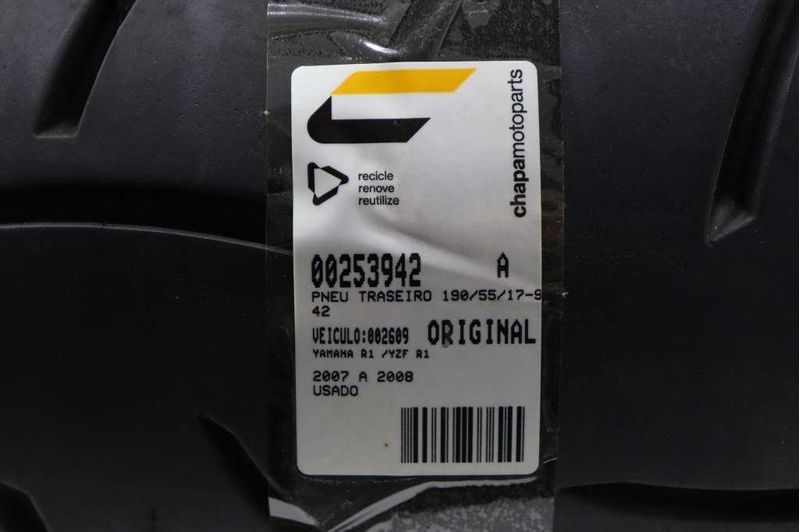 chapamotoparts
recicle
renove
reutilize
00253942 A
PNEU TRASEIRO 190/55/17-9
42
VEICULO:002609 ORIGINAL
YAMAHA R1 /YZF R1
2007 A 2008
USADO